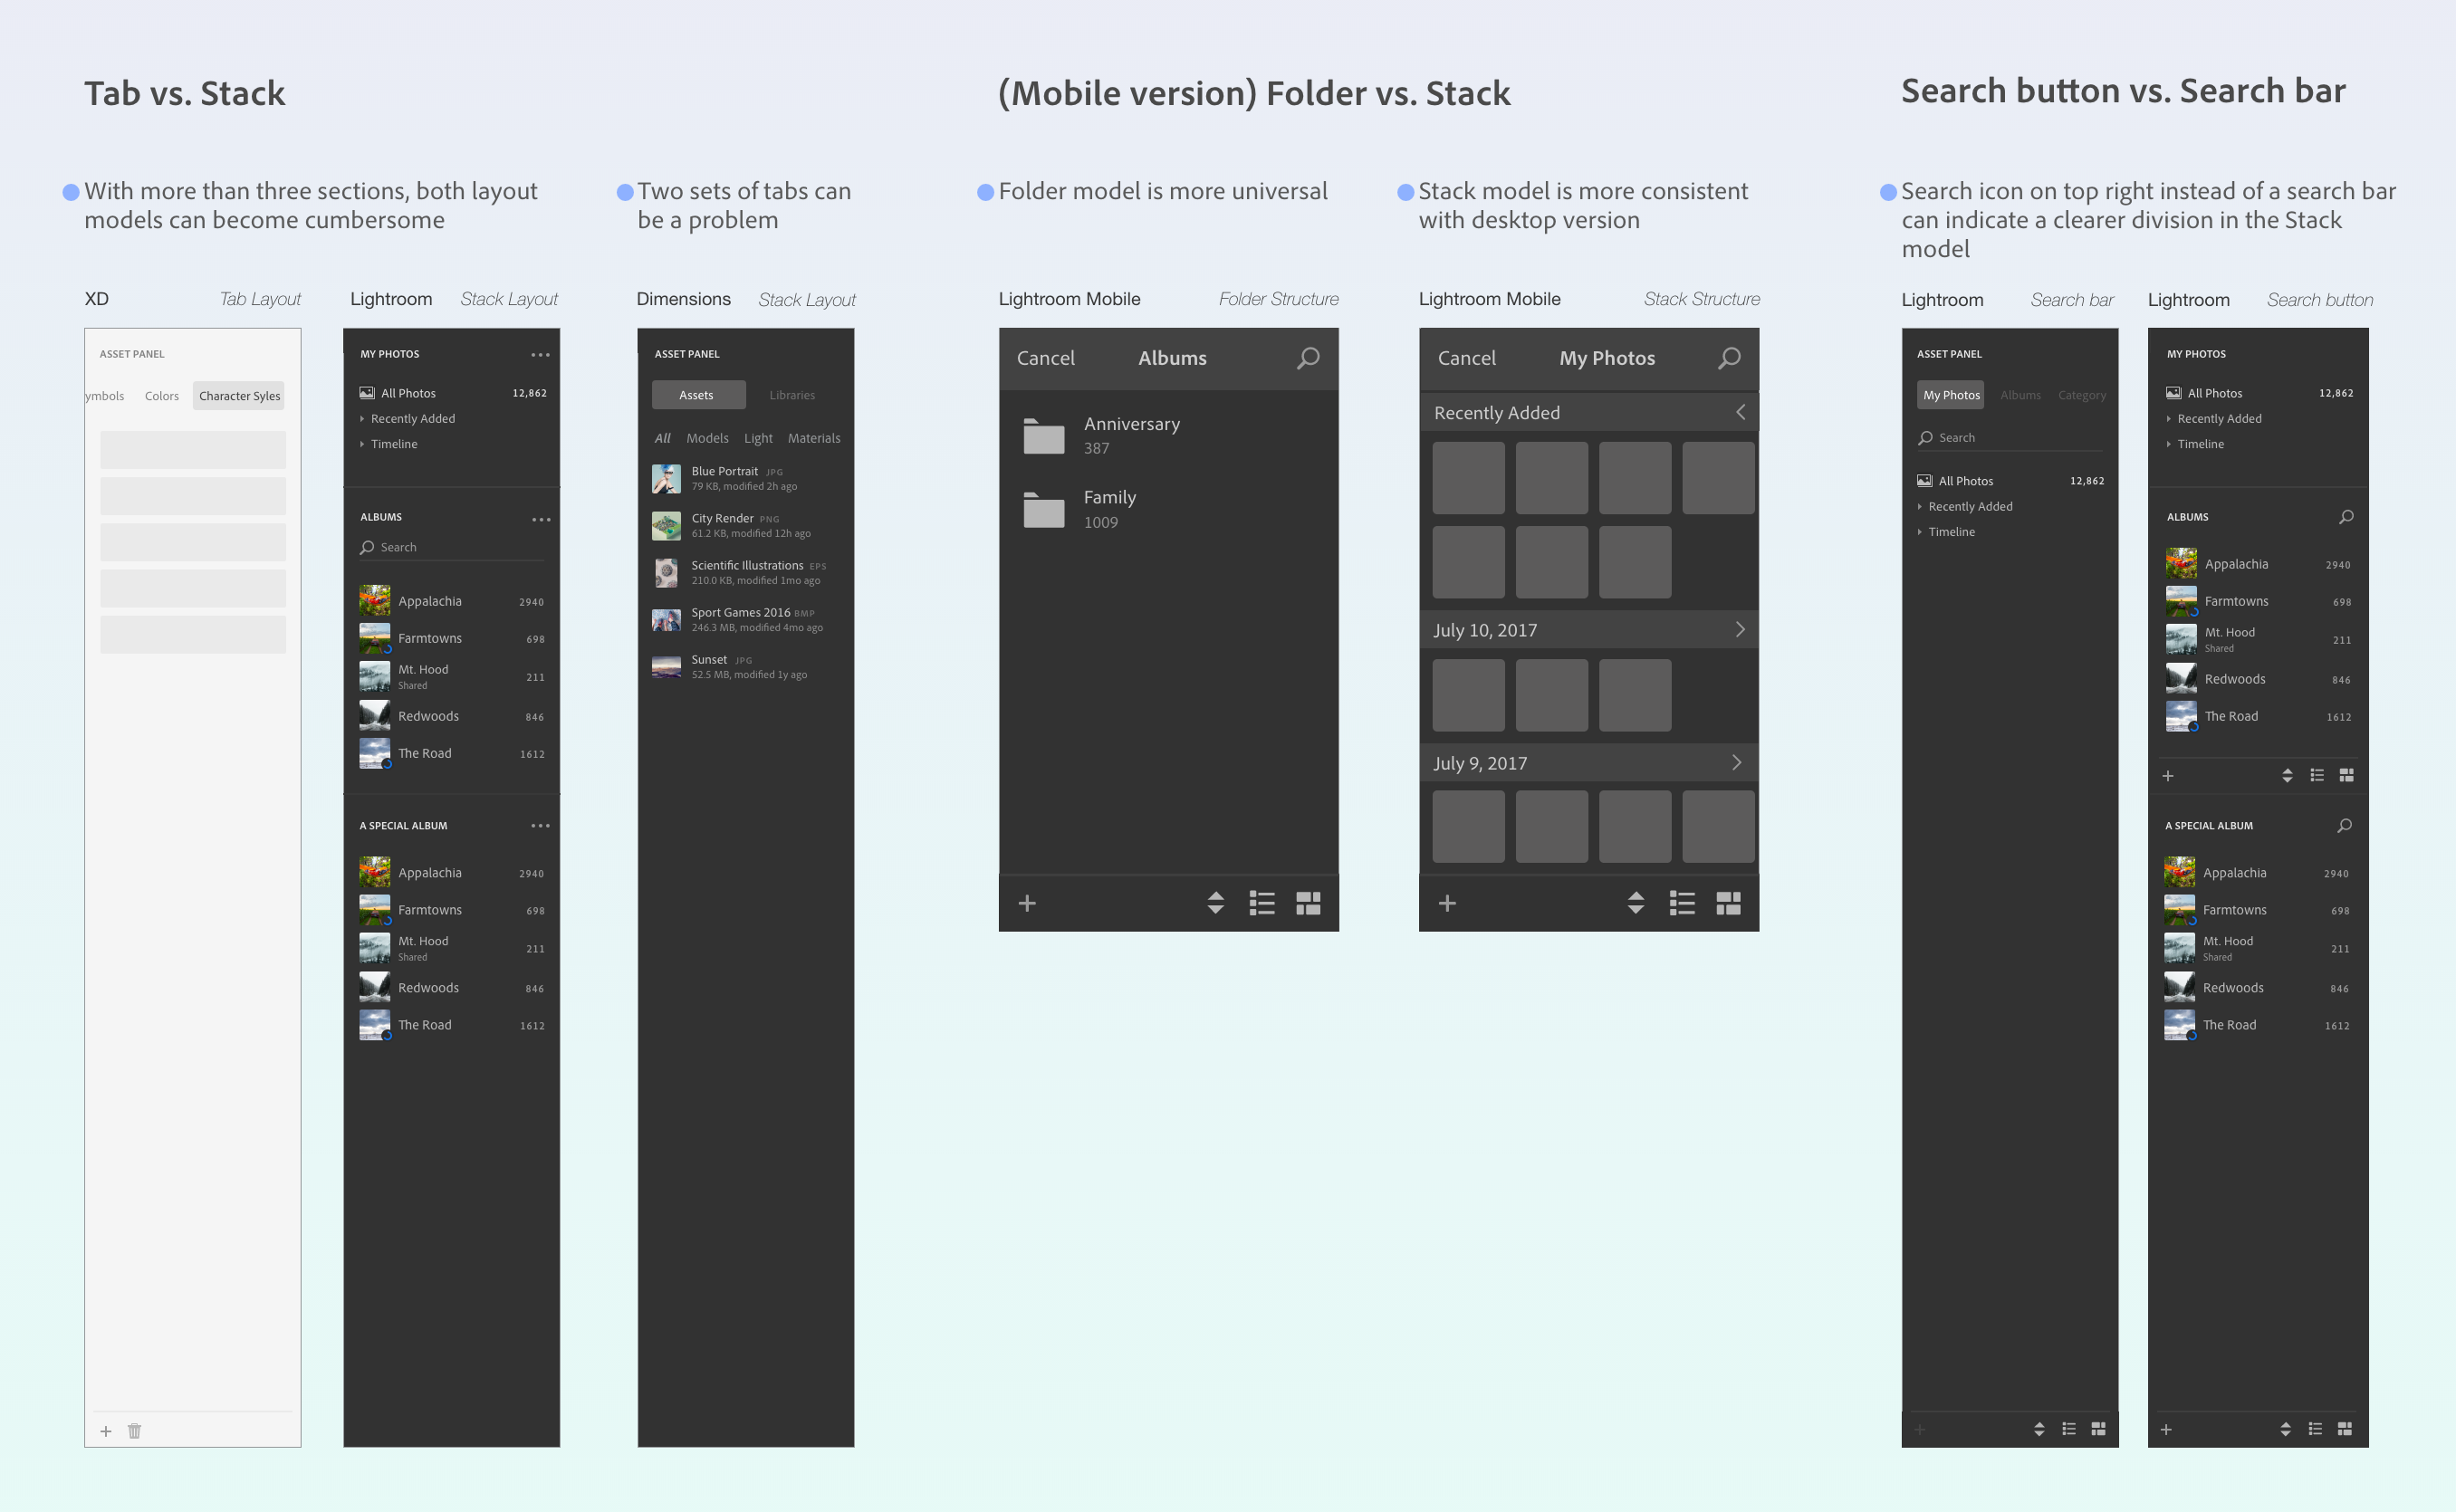 Tab vs. Stack
With more than three sections, both layout
models can become cumbersome
Two sets of tabs can
be a problem
XD
Tab Layout
ASSET PANEL
ymbols
Colors
Character Syles
Lightroom
Stack Layout
MY PHOTOS
All Photos
12,862
Recently Added
Timeline
ALBUMS
Search
Appalachia
2940
Farmtowns
698
Mt. Hood
Shared
211
Redwoods
846
The Road
1612
A SPECIAL ALBUM
Appalachia
2940
Farmtowns
698
Mt. Hood
Shared
211
Redwoods
846
The Road
1612
Dimensions
Stack Layout
ASSET PANEL
Assets
Libraries
All
Models
Light
Materials
Blue Portrait JPG
79 KB, modified 2h ago
City Render PNG
61.2 KB, modified 12h ago
Scientific Illustrations EPS
210.0 KB, modified 1mo ago
Sport Games 2016 BMP
246.3 MB, modified 4mo ago
Sunset JPG
52.5 MB, modified 1y ago
(Mobile version) Folder vs. Stack
Folder model is more universal
Lightroom Mobile
Folder Structure
Cancel
Albums
Anniversary
387
Family
1009
Stack model is more consistent
with desktop version
Lightroom Mobile
Stack Structure
Cancel
My Photos
Recently Added
July 10, 2017
July 9, 2017
Search button vs. Search bar
Search icon on top right instead of a search bar
can indicate a clearer division in the Stack
model
Lightroom
Search bar
ASSET PANEL
My Photos
Albums
Category
Search
All Photos
12,862
Recently Added
Timeline
Lightroom
Search button
MY PHOTOS
All Photos
12,862
Recently Added
Timeline
ALBUMS
Appalachia
2940
Farmtowns
698
Mt. Hood
Shared
211
Redwoods
846
The Road
1612
A SPECIAL ALBUM
Appalachia
2940
Farmtowns
698
Mt. Hood
Shared
211
Redwoods
846
The Road
1612